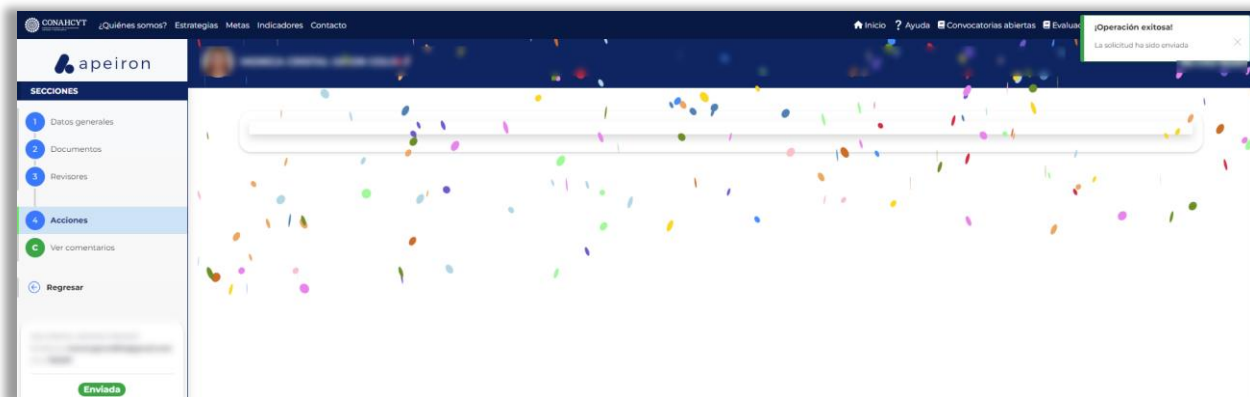 CONAHCYT ¿Quiénes somos? Estrategias Metas Indicadores Contacto Inicio ? Ayuda Convocatorias abiertas
¡Operación exitosa!
La solicitud ha sido enviada
apeiron
SECCIONES
1 Datos generales
2 Documentos
3 Revisores
4 Acciones
C Ver comentarios
Regresar
Enviada